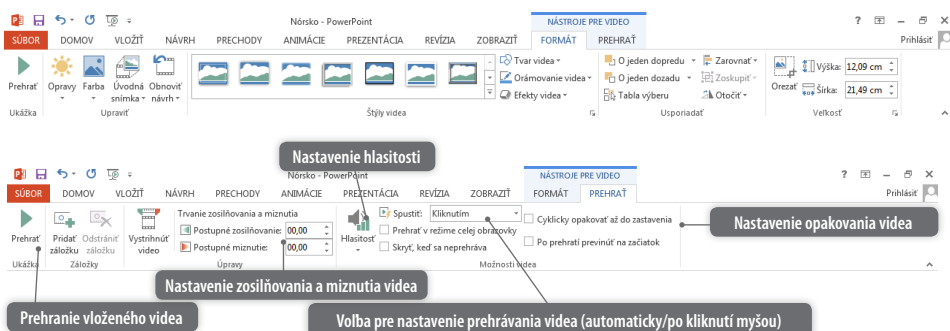 Nórsko - PowerPoint
NÁSTROJE PRE VIDEO
SÚBOR DOMOV VLOŽIŤ NÁVRH PRECHODY ANIMÁCIE PREZENTÁCIA REVÍZIA ZOBRAZIŤ FORMÁT PREHRAŤ Prihlásiť
Prehrať
Opravy Farba Úvodná snímka Obnoviť návrh
Tvar videa
Orámovanie videa
Efekty videa
O jeden dopredu
O jeden dozadu
Tabla výberu
Zarovnať
Zoskupiť
Otočiť
Orezať
Výška: 12,09 cm
Šírka: 21,49 cm
Ukážka Upraviť Štýly videa Usporiadať Veľkosť
Nastavenie hlasitosti
Nórsko - PowerPoint
NÁSTROJE PRE VIDEO
SÚBOR DOMOV VLOŽIŤ NÁVRH PRECHODY ANIMÁCIE PREZENTÁCIA REVÍZIA ZOBRAZIŤ FORMÁT PREHRAŤ Prihlásiť
Prehrať
Pridať záložku
Odstrániť záložku
Vystrihnúť video
Trvanie zosilňovania a miznutia
Postupné zosilňovanie: 00,00
Postupné miznutie: 00,00
Hlasitosť
Spustiť: Kliknutím
Prehrať v režime celej obrazovky
Skryť, keď sa neprehráva
Cyklicky opakovať až do zastavenia
Po prehratí previnúť na začiatok
Nastavenie opakovania videa
Ukážka Záložky Úpravy Možnosti videa
Nastavenie zosilňovania a miznutia videa
Prehranie vloženého videa
Voľba pre nastavenie prehrávania videa (automaticky/po kliknutí myšou)